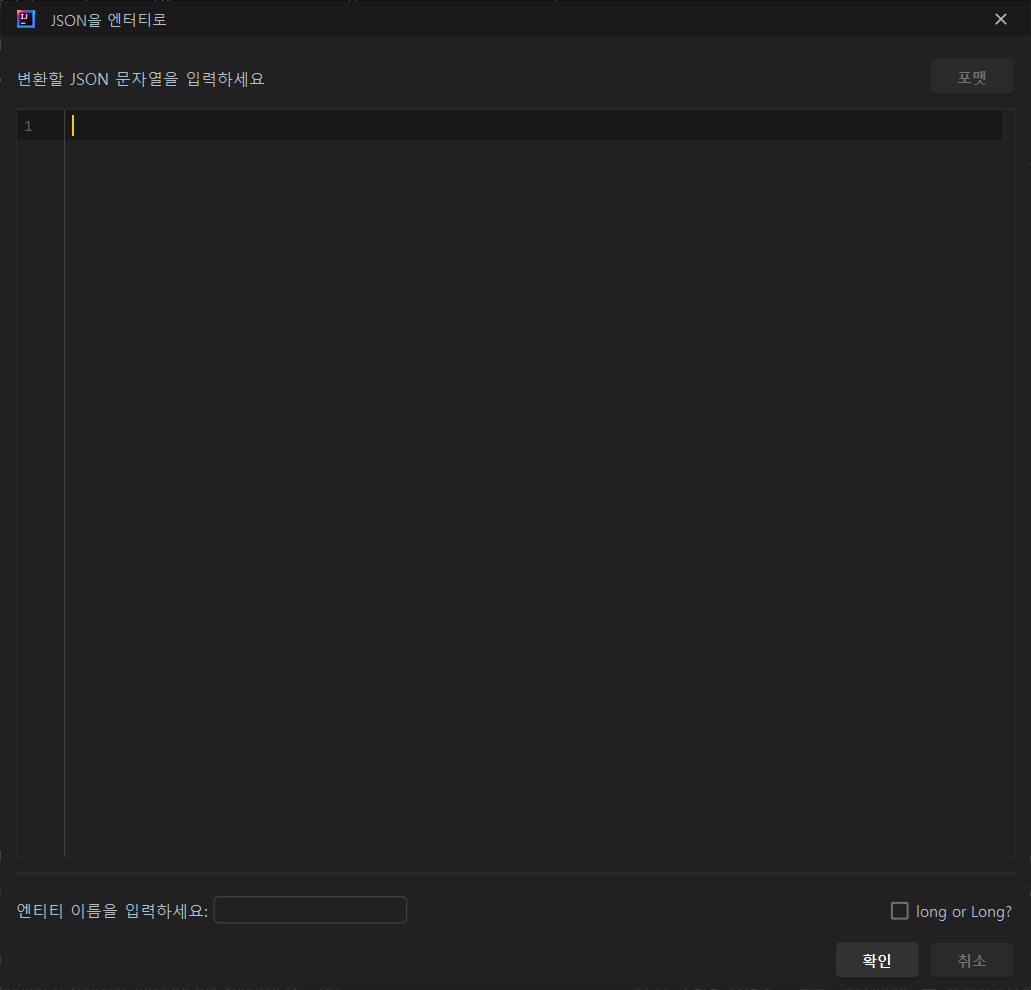 JSON을 엔터티로
변환할 JSON 문자열을 입력하세요
포맷
1
엔티티 이름을 입력하세요:
long or Long?
확인
취소